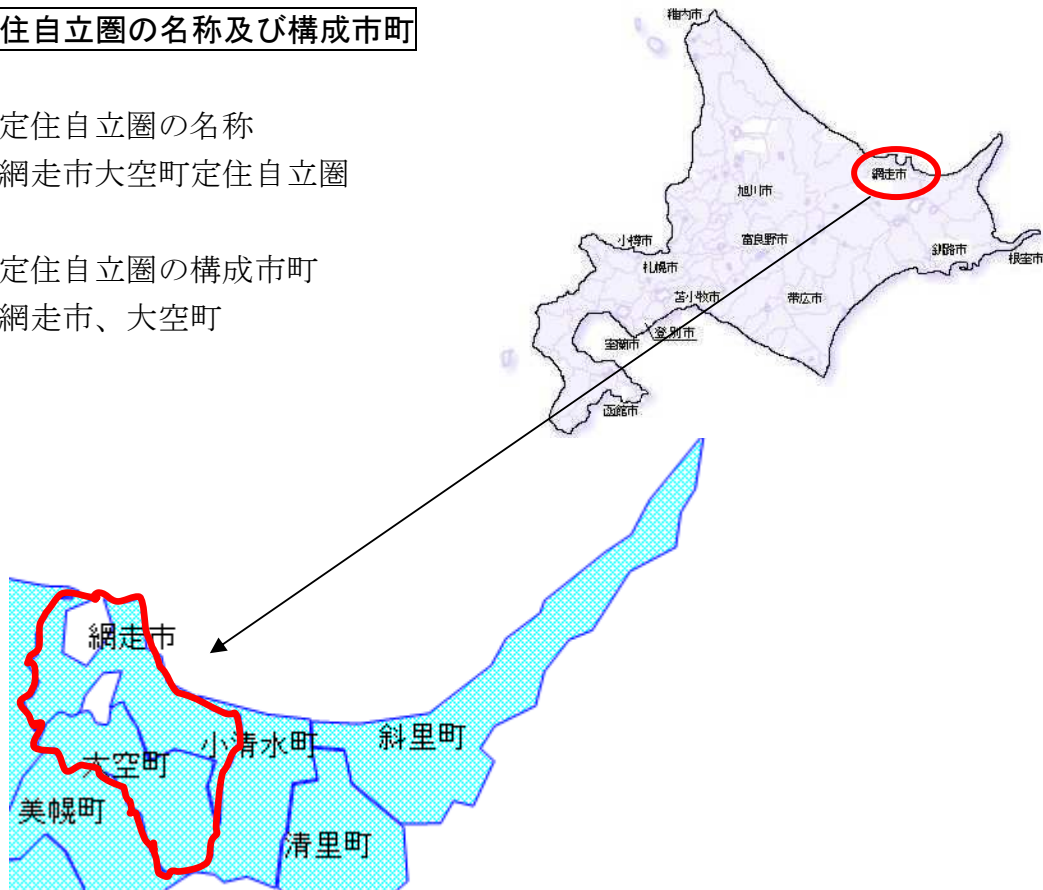 住自立圏の名称及び構成市町
定住自立圏の名称
網走市大空町定住自立圏
定住自立圏の構成市町
網走市、大空町
稚内市
網走市
旭川市
小樽市
富良野市
釧路市
根室市
札幌市
苫小牧市
帯広市
登別市
室蘭市
函館市
網走市
小清水町
斜里町
大空町
美幌町
清里町